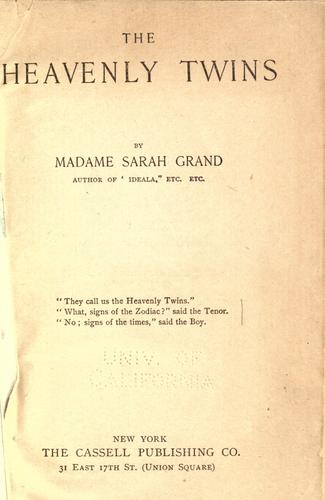 THE
HEAVENLY TWINS
BY
MADAME SARAH GRAND
AUTHOR OF ‘ IDEALA,” ETC. ETC.
“ They call us the Heavenly Twins.”
“ What, signs of the Zodiac?” said the Tenor.
“ No ; signs of the times,” said the Boy.
UNIV. OF
CALIFORNIA
NEW YORK
THE CASSELL PUBLISHING CO.
31 EAST 17TH ST. (UNION SQUARE)